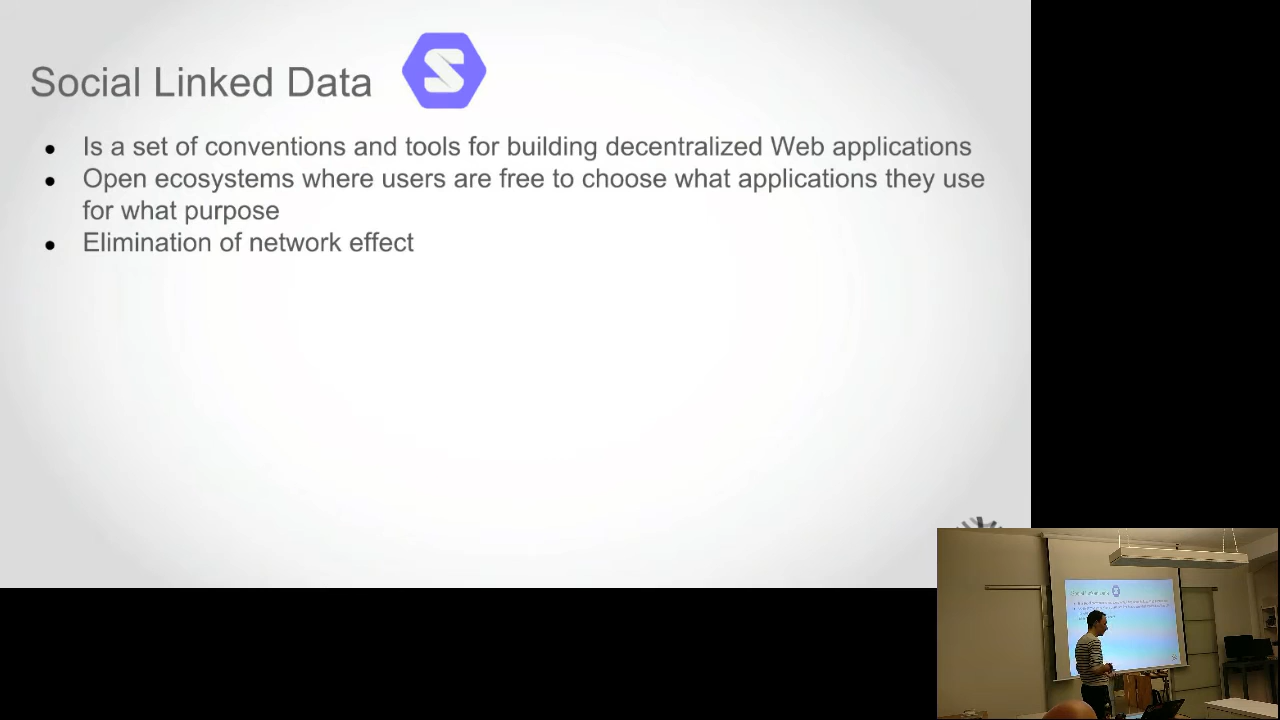 Social Linked Data
● Is a set of conventions and tools for building decentralized Web applications
● Open ecosystems where users are free to choose what applications they use
for what purpose
● Elimination of network effect